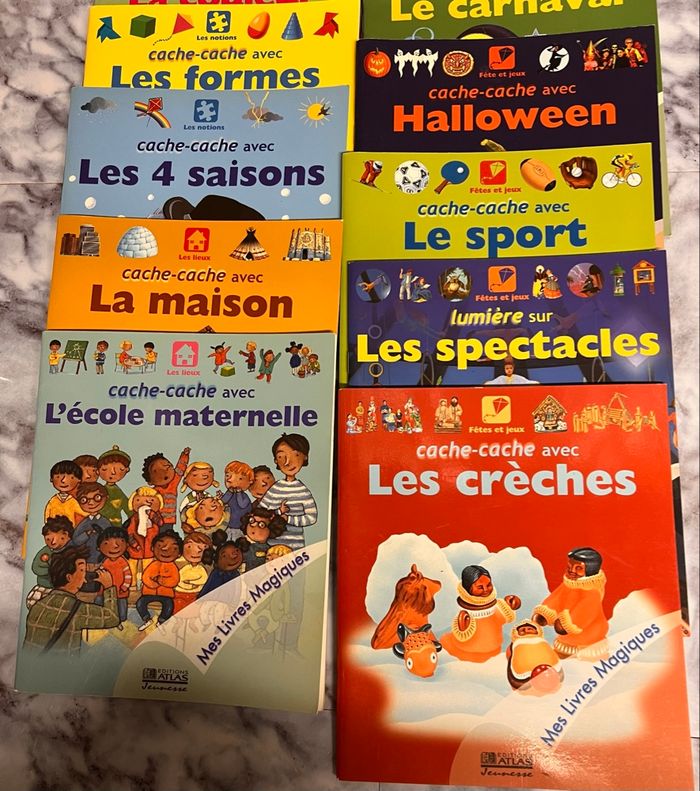 Les notions
cache-cache avec
Les formes
Les notions
cache-cache avec
Les 4 saisons
Les lieux
cache-cache avec
La maison
Les lieux
cache-cache avec
L'école maternelle
Mes Livres Magiques
EDITIONS
ATLAS
Jeunesse
Le carnaval
Fête et jeux
cache-cache avec
Halloween
Fêtes et jeux
cache-cache avec
Le sport
Fêtes et jeux
lumière sur
Les spectacles
Fêtes et jeux
cache-cache avec
Les crèches
Mes Livres Magiques
EDITIONS
ATLAS
Jeunesse